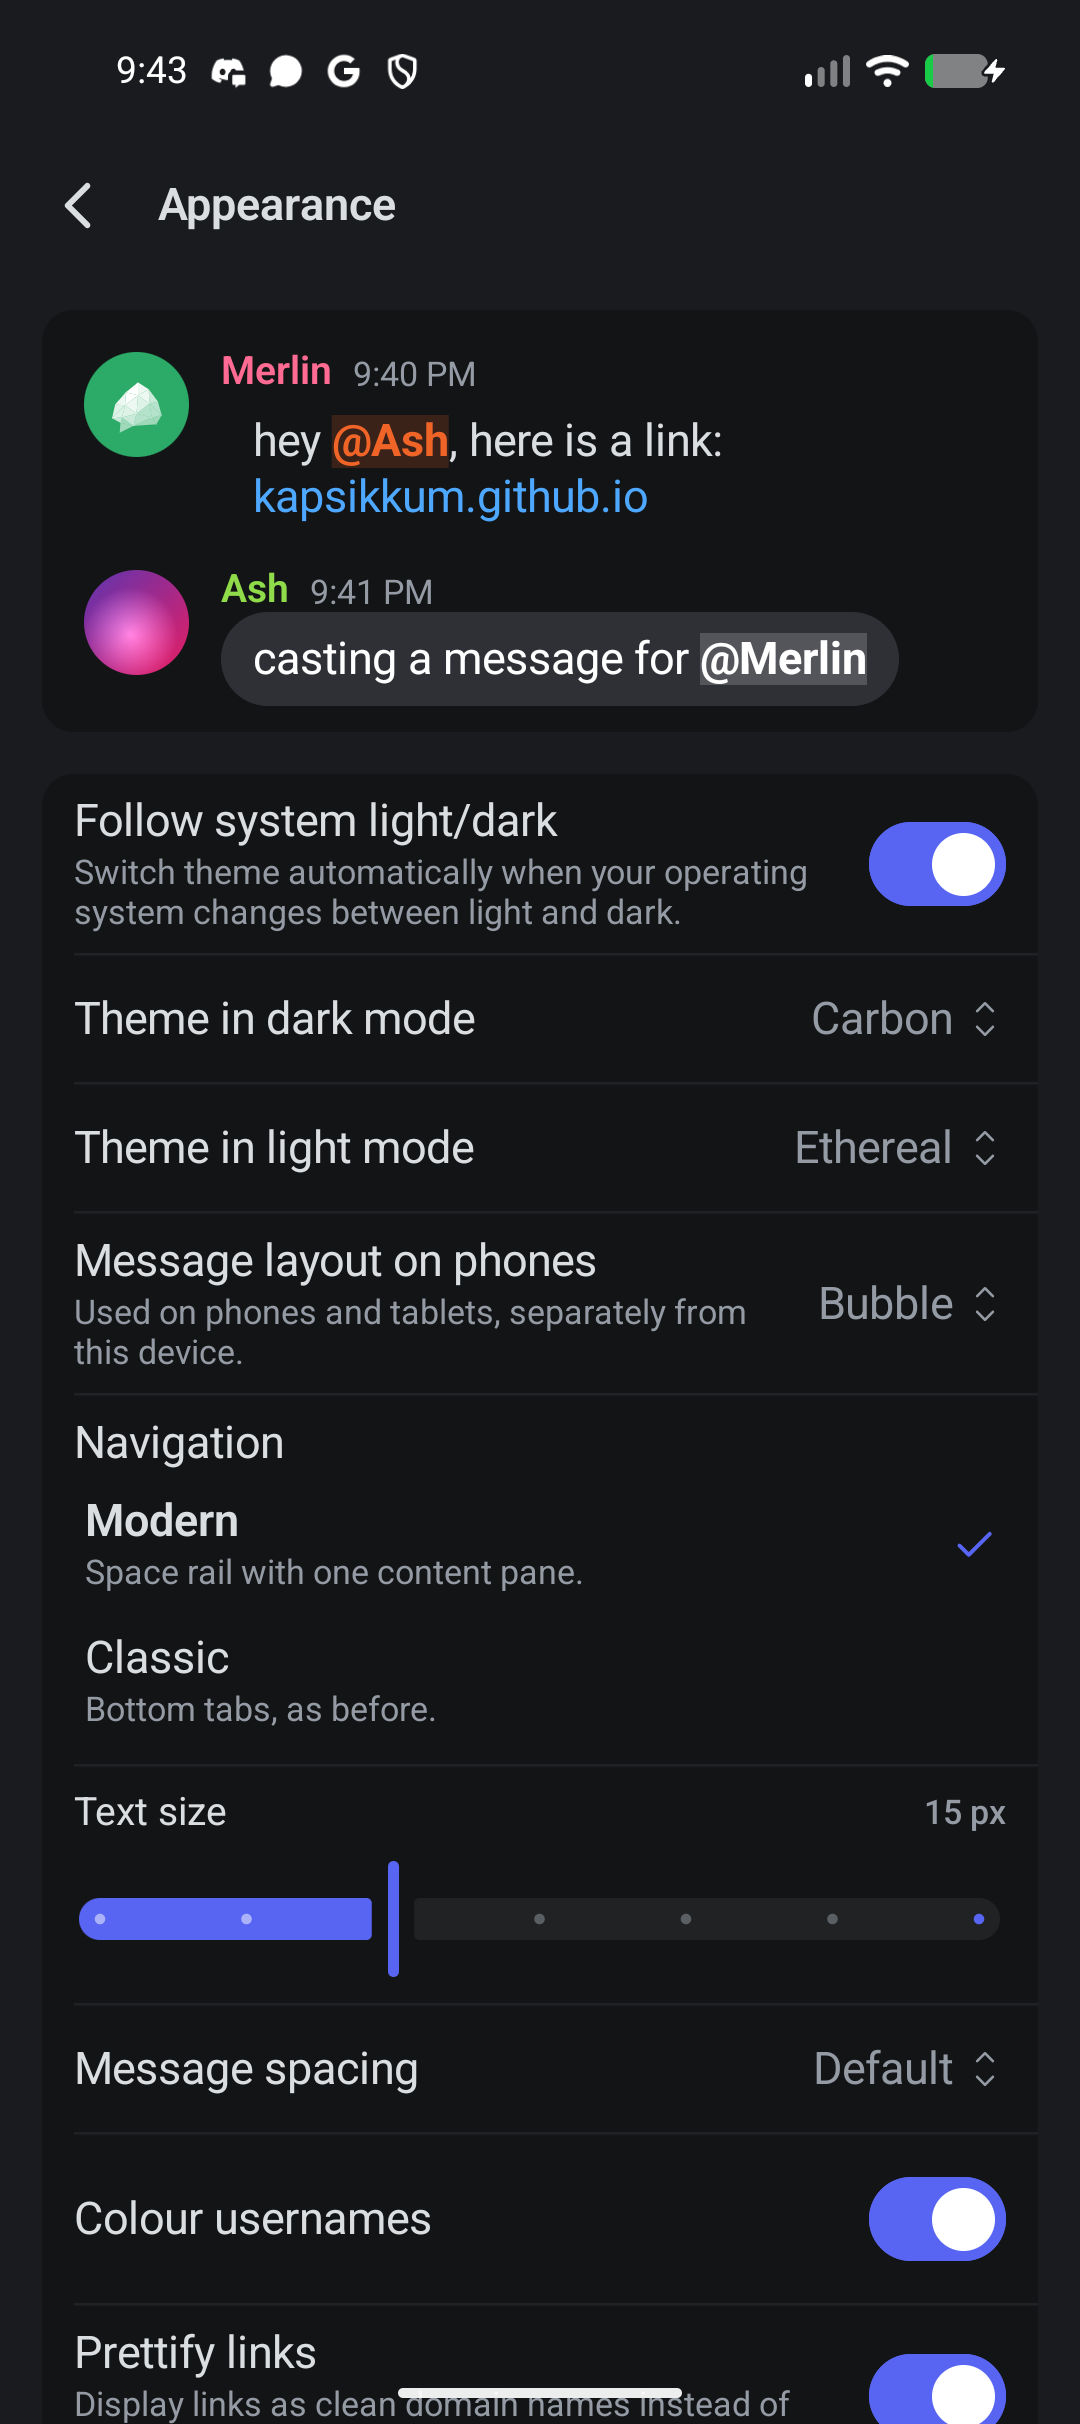 9:43
Appearance
Merlin 9:40 PM
hey @Ash, here is a link:
kapsikkum.github.io
Ash 9:41 PM
casting a message for @Merlin
Follow system light/dark
Switch theme automatically when your operating
system changes between light and dark.
Theme in dark mode Carbon
Theme in light mode Ethereal
Message layout on phones
Used on phones and tablets, separately from
this device.
Bubble
Navigation
Modern
Space rail with one content pane.
Classic
Bottom tabs, as before.
Text size 15 px
Message spacing Default
Colour usernames
Prettify links
Display links as clean domain names instead of